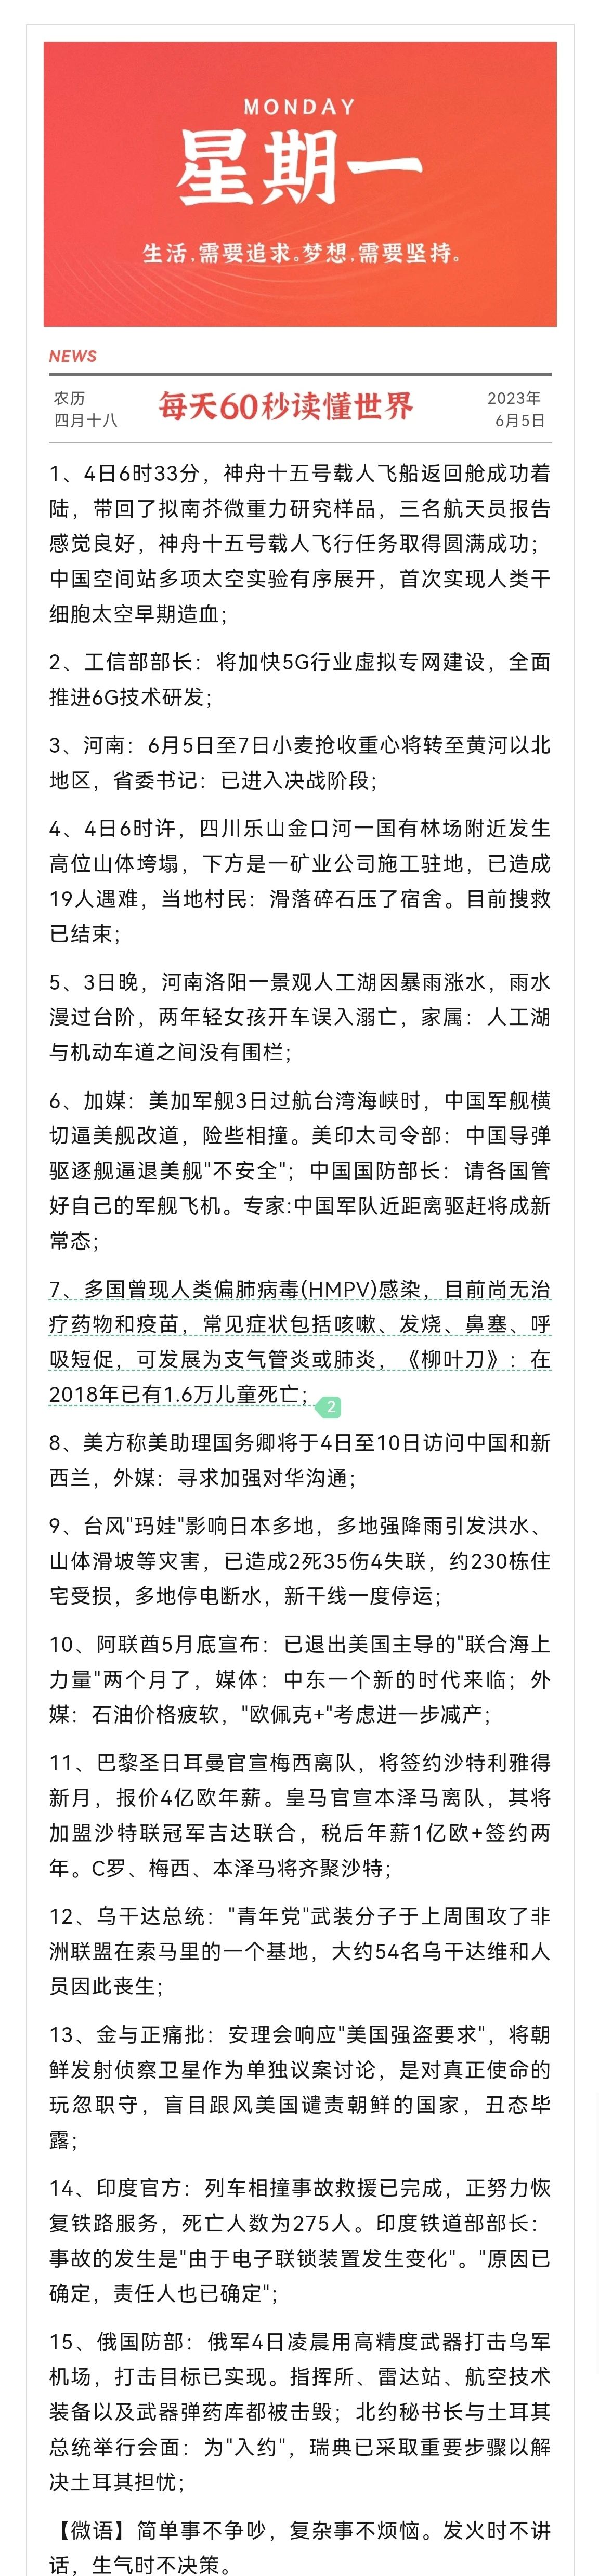 MONDAY
星期一
生活,需要追求。梦想,需要坚持。
NEWS
农历
四月十八
每天60秒读懂世界
2023年
6月5日
1、4日6时33分，神舟十五号载人飞船返回舱成功着
陆，带回了拟南芥微重力研究样品，三名航天员报告
感觉良好，神舟十五号载人飞行任务取得圆满成功；
中国空间站多项太空实验有序展开，首次实现人类干
细胞太空早期造血；
2、工信部部长：将加快5G行业虚拟专网建设，全面
推进6G技术研发；
3、河南：6月5日至7日小麦抢收重心将转至黄河以北
地区，省委书记：已进入决战阶段；
4、4日6时许，四川乐山金口河一国有林场附近发生
高位山体垮塌，下方是一矿业公司施工驻地，已造成
19人遇难，当地村民：滑落碎石压了宿舍。目前搜救
已结束；
5、3日晚，河南洛阳一景观人工湖因暴雨涨水，雨水
漫过台阶，两年轻女孩开车误入溺亡，家属：人工湖
与机动车道之间没有围栏；
6、加媒：美加军舰3日过航台湾海峡时，中国军舰横
切逼美舰改道，险些相撞。美印太司令部：中国导弹
驱逐舰逼退美舰"不安全"；中国国防部长：请各国管
好自己的军舰飞机。专家:中国军队近距离驱赶将成新
常态；
7、多国曾现人类偏肺病毒(HMPV)感染，目前尚无治
疗药物和疫苗，常见症状包括咳嗽、发烧、鼻塞、呼
吸短促，可发展为支气管炎或肺炎，《柳叶刀》：在
2018年已有1.6万儿童死亡；
2
8、美方称美助理国务卿将于4日至10日访问中国和新
西兰，外媒：寻求加强对华沟通；
9、台风"玛娃"影响日本多地，多地强降雨引发洪水、
山体滑坡等灾害，已造成2死35伤4失联，约230栋住
宅受损，多地停电断水，新干线一度停运；
10、阿联酋5月底宣布：已退出美国主导的"联合海上
力量"两个月了，媒体：中东一个新的时代来临；外
媒：石油价格疲软，"欧佩克+"考虑进一步减产；
11、巴黎圣日耳曼官宣梅西离队，将签约沙特利雅得
新月，报价4亿欧年薪。皇马官宣本泽马离队，其将
加盟沙特联冠军吉达联合，税后年薪1亿欧+签约两
年。C罗、梅西、本泽马将齐聚沙特；
12、乌干达总统："青年党"武装分子于上周围攻了非
洲联盟在索马里的一个基地，大约54名乌干达维和人
员因此丧生；
13、金与正痛批：安理会响应"美国强盗要求"，将朝
鲜发射侦察卫星作为单独议案讨论，是对真正使命的
玩忽职守，盲目跟风美国谴责朝鲜的国家，丑态毕
露；
14、印度官方：列车相撞事故救援已完成，正努力恢
复铁路服务，死亡人数为275人。印度铁道部部长：
事故的发生是"由于电子联锁装置发生变化"。"原因已
确定，责任人也已确定"；
15、俄国防部：俄军4日凌晨用高精度武器打击乌军
机场，打击目标已实现。指挥所、雷达站、航空技术
装备以及武器弹药库都被击毁；北约秘书长与土耳其
总统举行会面：为"入约"，瑞典已采取重要步骤以解
决土耳其担忧；
【微语】简单事不争吵，复杂事不烦恼。发火时不讲
话，生气时不决策。